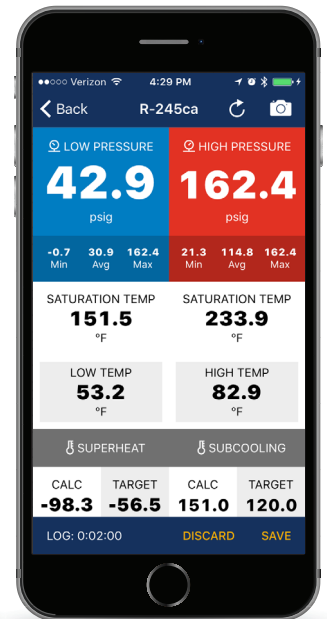 Verizon 4:29 PM
Back R-245ca
LOW PRESSURE HIGH PRESSURE
42.9 162.4
psig psig
-0.7 30.9 162.4 21.3 114.8 162.4
Min Avg Max Min Avg Max
SATURATION TEMP SATURATION TEMP
151.5 233.9
°F °F
LOW TEMP HIGH TEMP
53.2 82.9
°F °F
SUPERHEAT SUBCOOLING
CALC TARGET CALC TARGET
-98.3 -56.5 151.0 120.0
LOG: 0:02:00 DISCARD SAVE